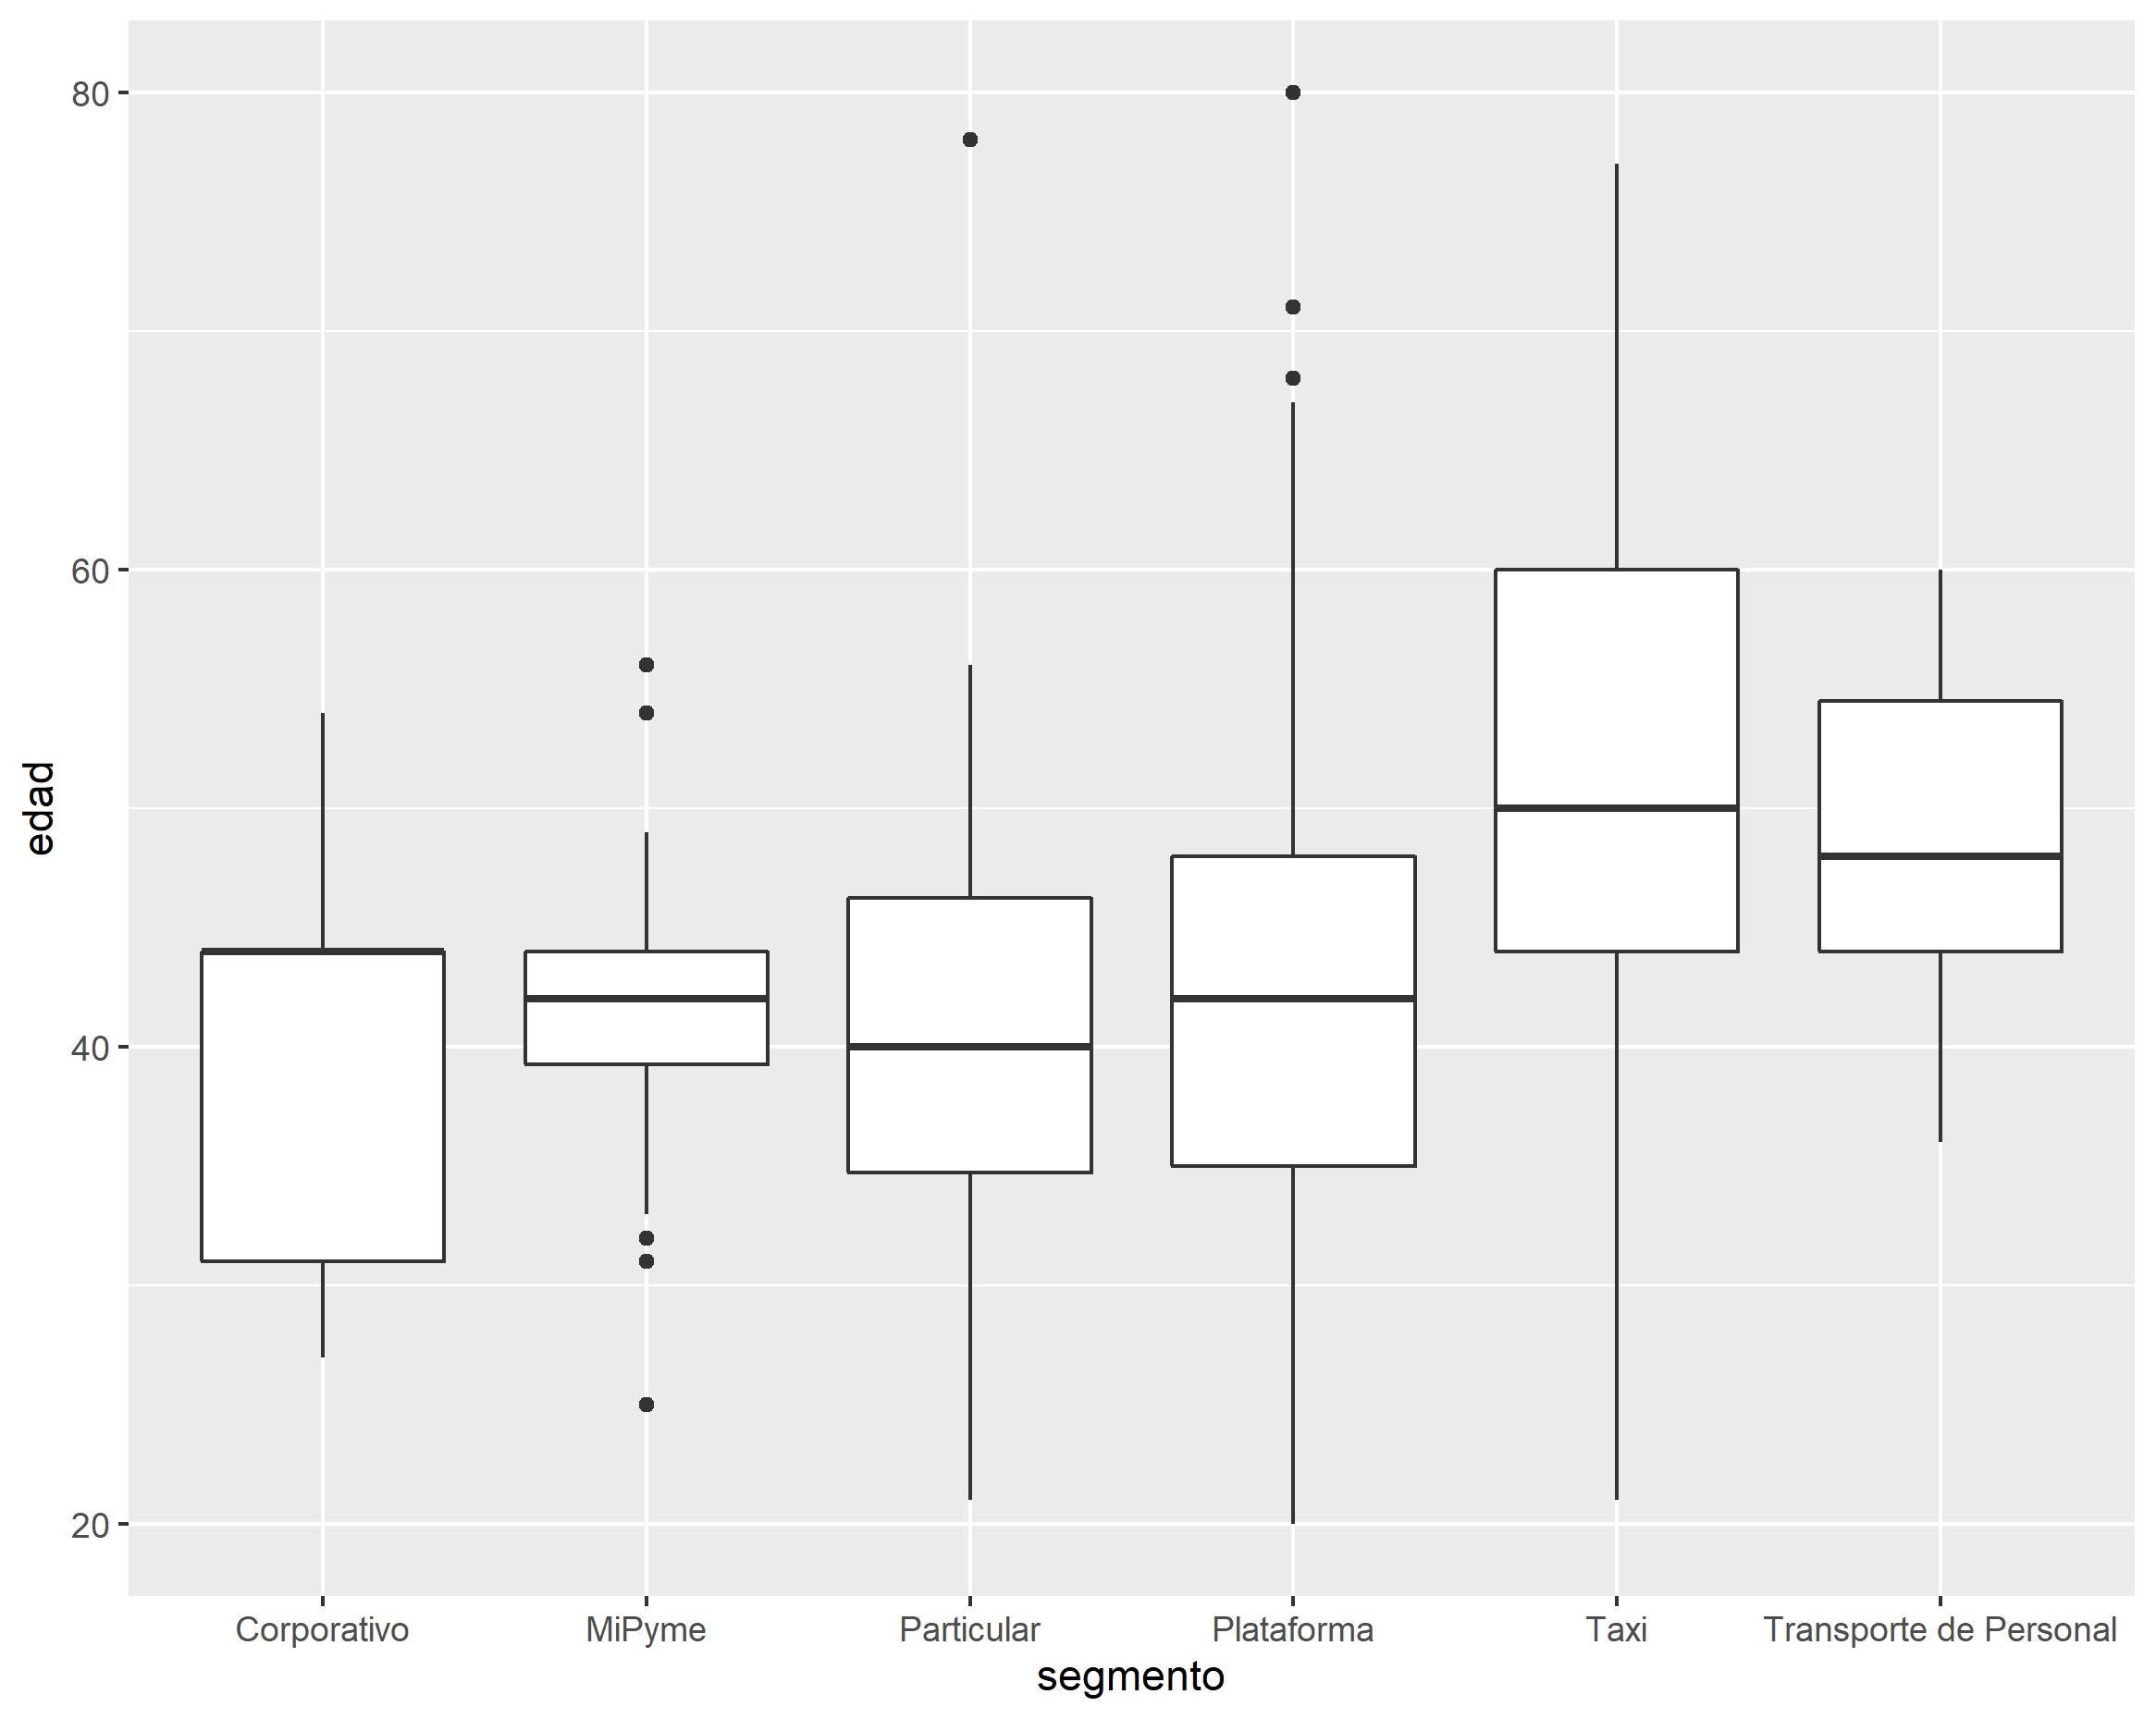 80
60
40
20
edad
Corporativo MiPyme Particular Plataforma Taxi Transporte de Personal
segmento